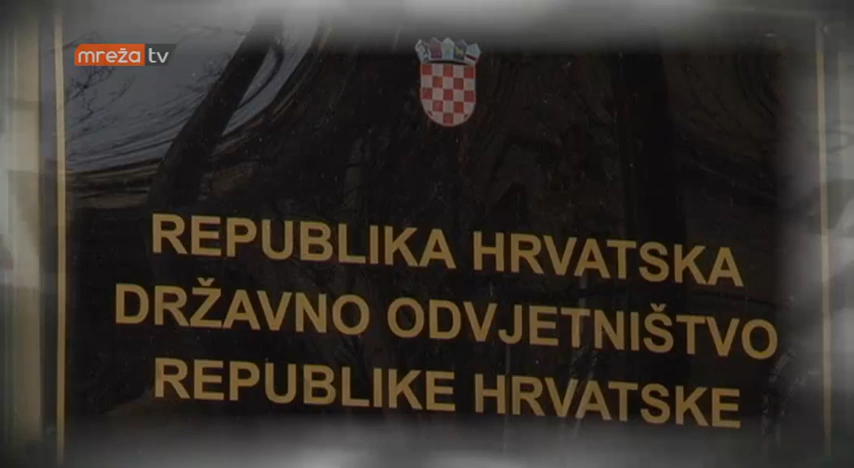 mreža tv
REPUBLIKA HRVATSKA
DRŽAVNO ODVJETNIŠTVO
REPUBLIKE HRVATSKE